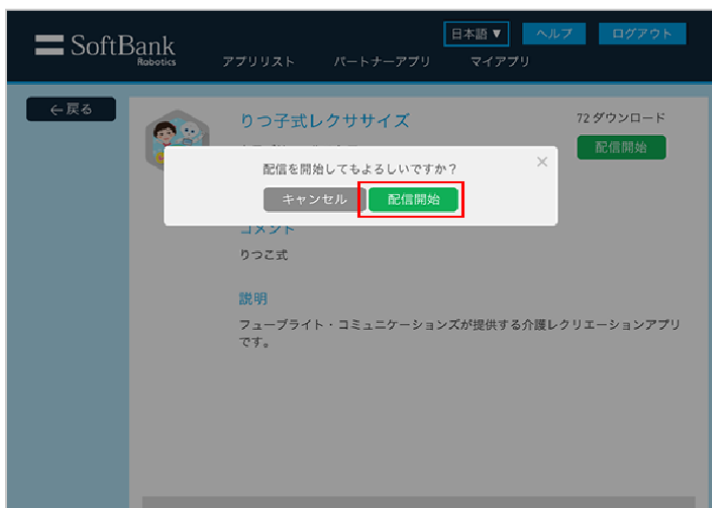 SoftBank
Robotics
日本語 ▼
ヘルプ
ログアウト
アプリリスト
パートナーアプリ
マイアプリ
←戻る
りつ子式レクササイズ
72 ダウンロード
配信開始
配信を開始してもよろしいですか?
×
キャンセル
配信開始
コメント
りつこ式
説明
フューブライト・コミュニケーションズが提供する介護レクリエーションアプリ
です。